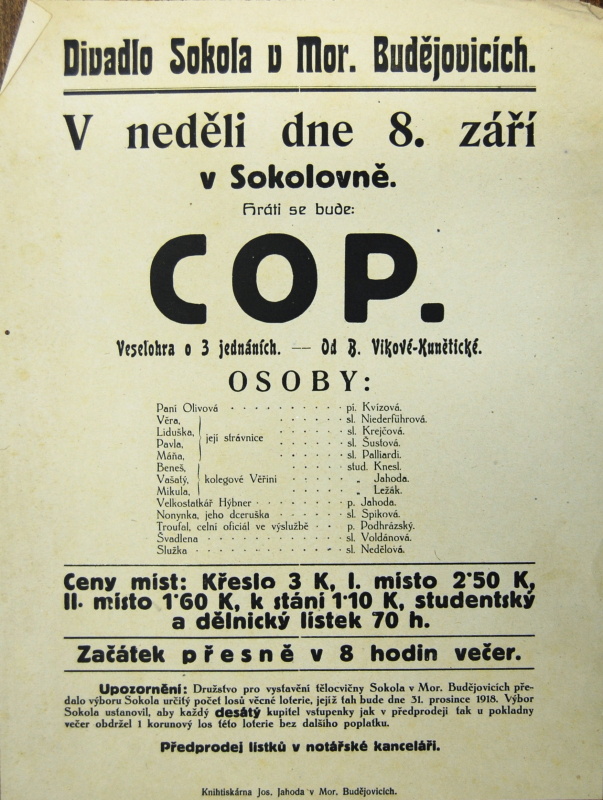 Divadlo Sokola v Mor. Budějovicích.
V neděli dne 8. září
v Sokolovně.
Hráti se bude:
COP.
Veselohra o 3 jednáních. — Od B. Vikové-Kunětické.
OSOBY:
Paní Olivová . . . . . . . . . . pí. Kvízová.
Věra, . . . . . . . sl. Niederführová.
Liduška, . . . . . . . sl. Krejčová.
její strávnice
Pavla, . . . . . . . sl. Šustová.
Máňa, . . . . . . . sl. Palliardi.
Beneš, . . . . . . stud. Knesl.
Vašatý, kolegové Věřini . . . . . . „ Jahoda.
Mikula, . . . . . . „ Ležák.
Velkostatkář Hýbner . . . . . . . . p. Jahoda.
Nonynka, jeho dceruška . . . . . . . sl. Spiková.
Troufal, celní oficiál ve výslužbě . . p. Podhrázský.
Švadlena . . . . . . . . . . . . sl. Voldánová.
Služka . . . . . . . . . . . . sl. Nedělová.
Ceny míst: Křeslo 3 K, I. místo 2·50 K,
II. místo 1·60 K, k stání 1·10 K, studentský
a dělnický lístek 70 h.
Začátek přesně v 8 hodin večer.
Upozornění: Družstvo pro vystavění tělocvičny Sokola v Mor. Budějovicích pře-
dalo výboru Sokola určitý počet losů věcné loterie, jejíž tah bude dne 31. prosince 1918. Výbor
Sokola ustanovil, aby každý desátý kupitel vstupenky jak v předprodeji tak u pokladny
večer obdržel 1 korunový los této loterie bez dalšího poplatku.
Předprodej lístků v notářské kanceláři.
Knihtiskárna Jos. Jahoda v Mor. Budějovicích.